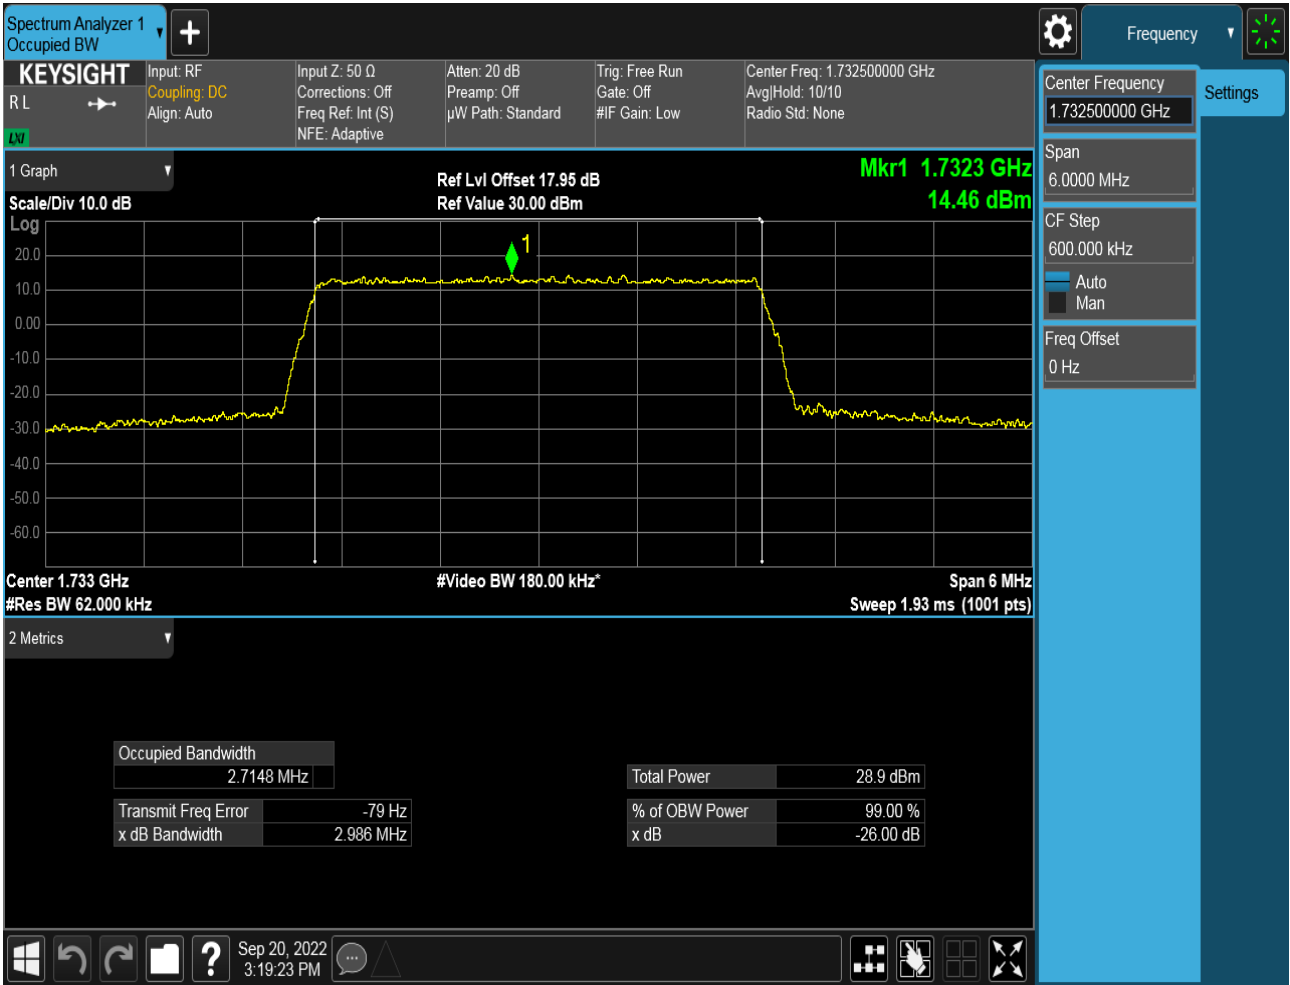 Spectrum Analyzer 1
Occupied BW
Frequency
KEYSIGHT
R L
LXI
Input: RF
Coupling: DC
Align: Auto
Input Z: 50 Ω
Corrections: Off
Freq Ref: Int (S)
NFE: Adaptive
Atten: 20 dB
Preamp: Off
µW Path: Standard
Trig: Free Run
Gate: Off
#IF Gain: Low
Center Freq: 1.732500000 GHz
Avg|Hold: 10/10
Radio Std: None
Center Frequency
1.732500000 GHz
Settings
Span
6.0000 MHz
CF Step
600.000 kHz
Auto
Man
Freq Offset
0 Hz
1 Graph
Scale/Div 10.0 dB
Ref Lvl Offset 17.95 dB
Ref Value 30.00 dBm
Mkr1 1.7323 GHz
14.46 dBm
Log
1
20.0
10.0
0.00
-10.0
-20.0
-30.0
-40.0
-50.0
-60.0
Center 1.733 GHz
#Res BW 62.000 kHz
#Video BW 180.00 kHz*
Span 6 MHz
Sweep 1.93 ms (1001 pts)
2 Metrics
Occupied Bandwidth
2.7148 MHz
Transmit Freq Error -79 Hz
x dB Bandwidth 2.986 MHz
Total Power 28.9 dBm
% of OBW Power 99.00 %
x dB -26.00 dB
?
Sep 20, 2022
3:19:23 PM